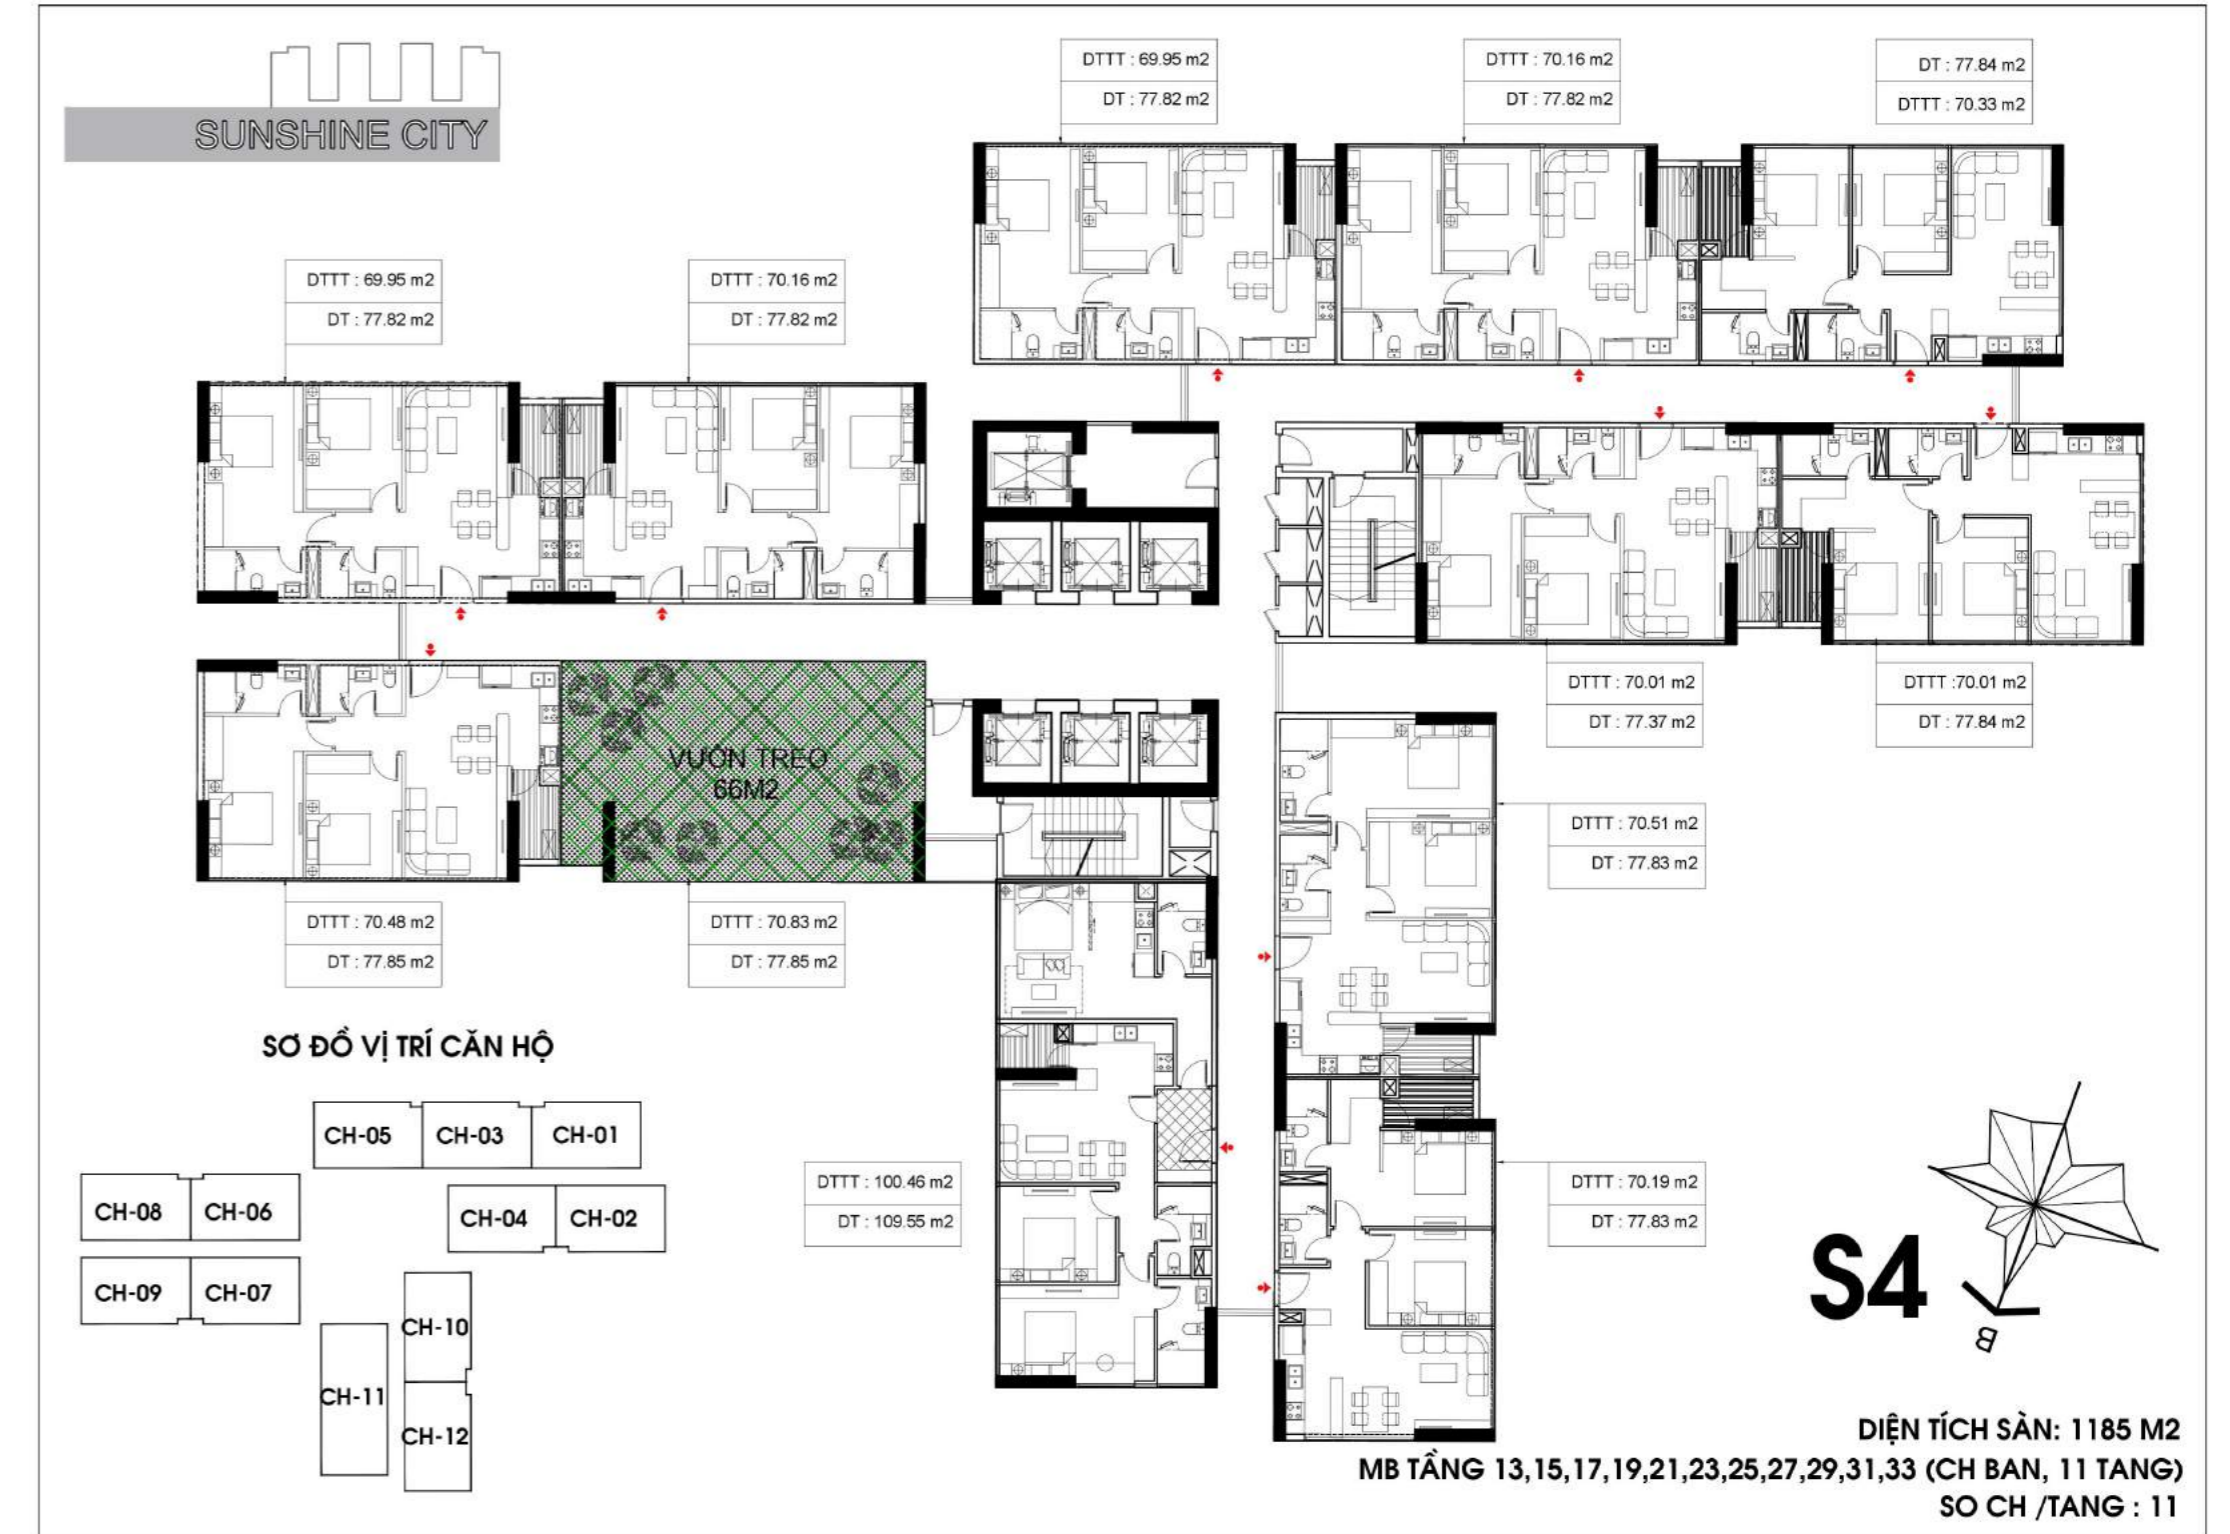 SUNSHINE CITY
DTTT : 69.95 m2
DT : 77.82 m2
DTTT : 70.16 m2
DT : 77.82 m2
DT : 77.84 m2
DTTT : 70.33 m2
DTTT : 69.95 m2
DT : 77.82 m2
DTTT : 70.16 m2
DT : 77.82 m2
DTTT : 70.01 m2
DT : 77.37 m2
DTTT :70.01 m2
DT : 77.84 m2
VƯỜN TREO
66M2
DTTT : 70.51 m2
DT : 77.83 m2
DTTT : 70.48 m2
DT : 77.85 m2
DTTT : 70.83 m2
DT : 77.85 m2
SƠ ĐỒ VỊ TRÍ CĂN HỘ
CH-05 CH-03 CH-01
CH-08 CH-06 CH-04 CH-02
CH-09 CH-07
CH-10
CH-11
CH-12
DTTT : 100.46 m2
DT : 109.55 m2
DTTT : 70.19 m2
DT : 77.83 m2
S4
B
DIỆN TÍCH SÀN: 1185 M2
MB TẦNG 13,15,17,19,21,23,25,27,29,31,33 (CH BAN, 11 TANG)
SO CH /TANG : 11